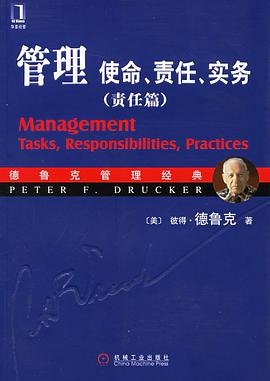 华章经管
管理 使命、责任、实务
(责任篇)
Management
Tasks, Responsibilities, Practices
德鲁克管理经典
PETER F. DRUCKER
〔美〕 彼得·德鲁克 著
机械工业出版社
China Machine Press